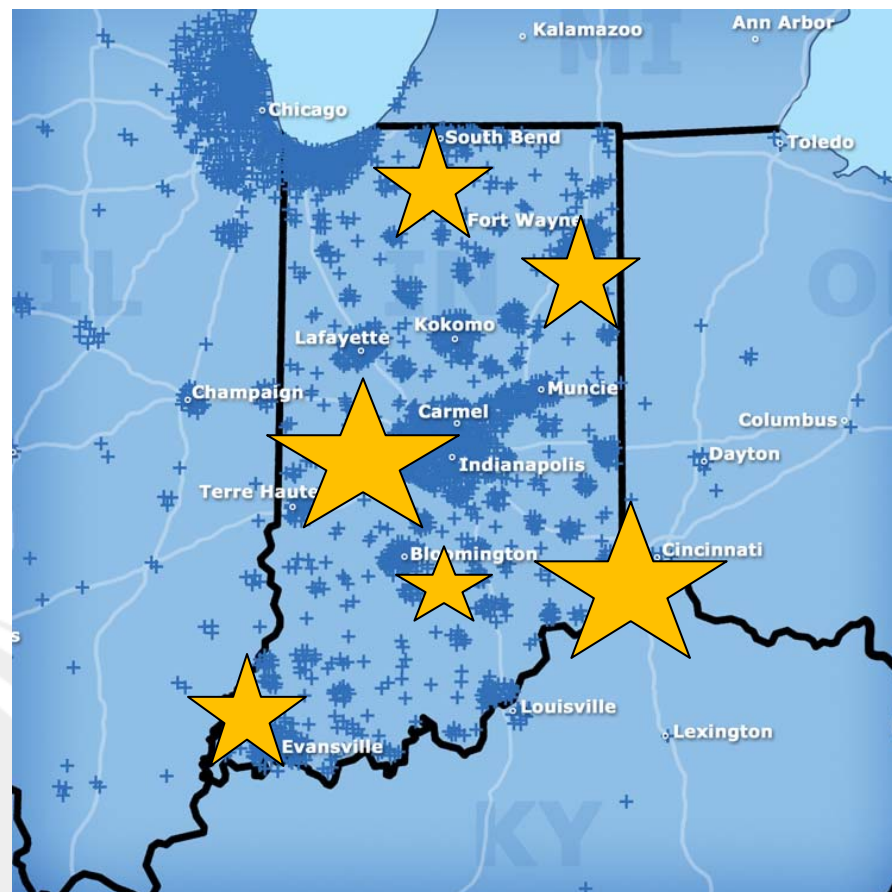 Ann Arbor
Kalamazoo
MI
Chicago
South Bend
Toledo
Fort Wayne
IL
IN
Kokomo
Lafayette
Champaign
Muncie
Carmel
Columbus
Dayton
Indianapolis
Terre Haute
Bloomington
Cincinnati
s
Louisville
Lexington
Evansville
KY